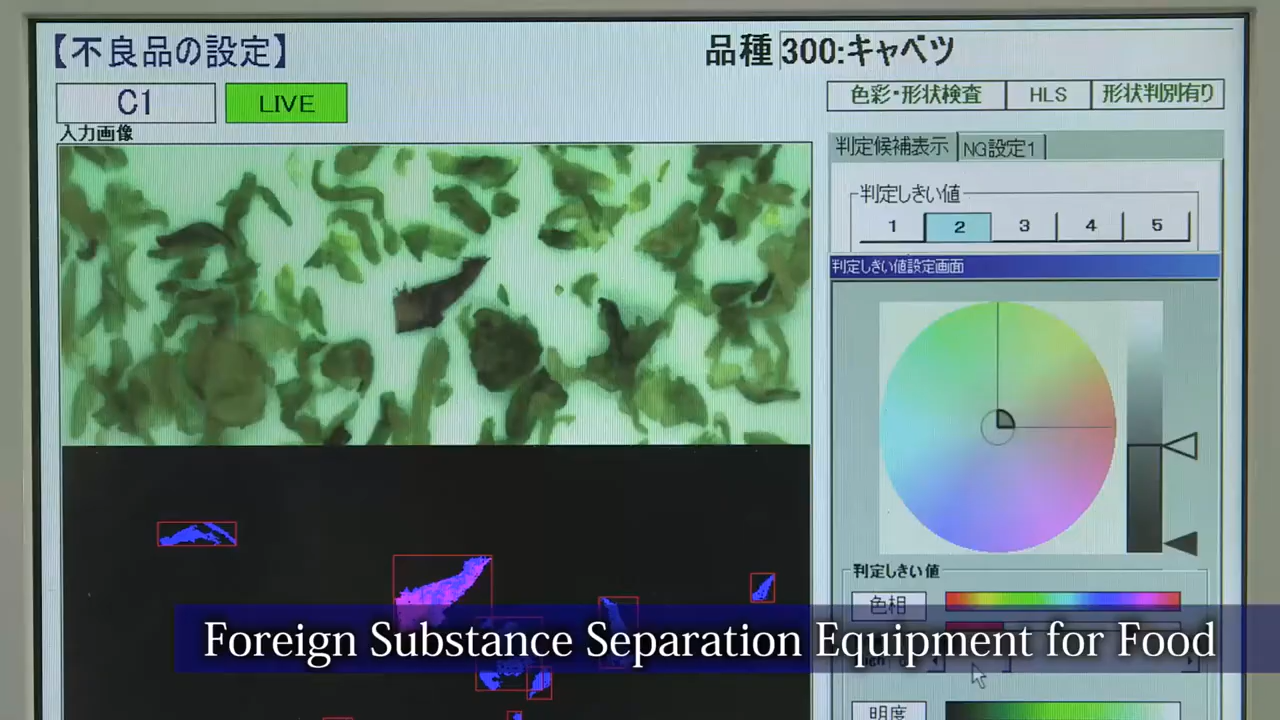 【不良品の設定】
品種 300:キャベツ
C1
LIVE
色彩・形状検査
HLS
形状判別有り
入力画像
判定候補表示
NG設定1
判定しきい値
1 2 3 4 5
判定しきい値設定画面
判定しきい値
色相
Foreign Substance Separation Equipment for Food
明度